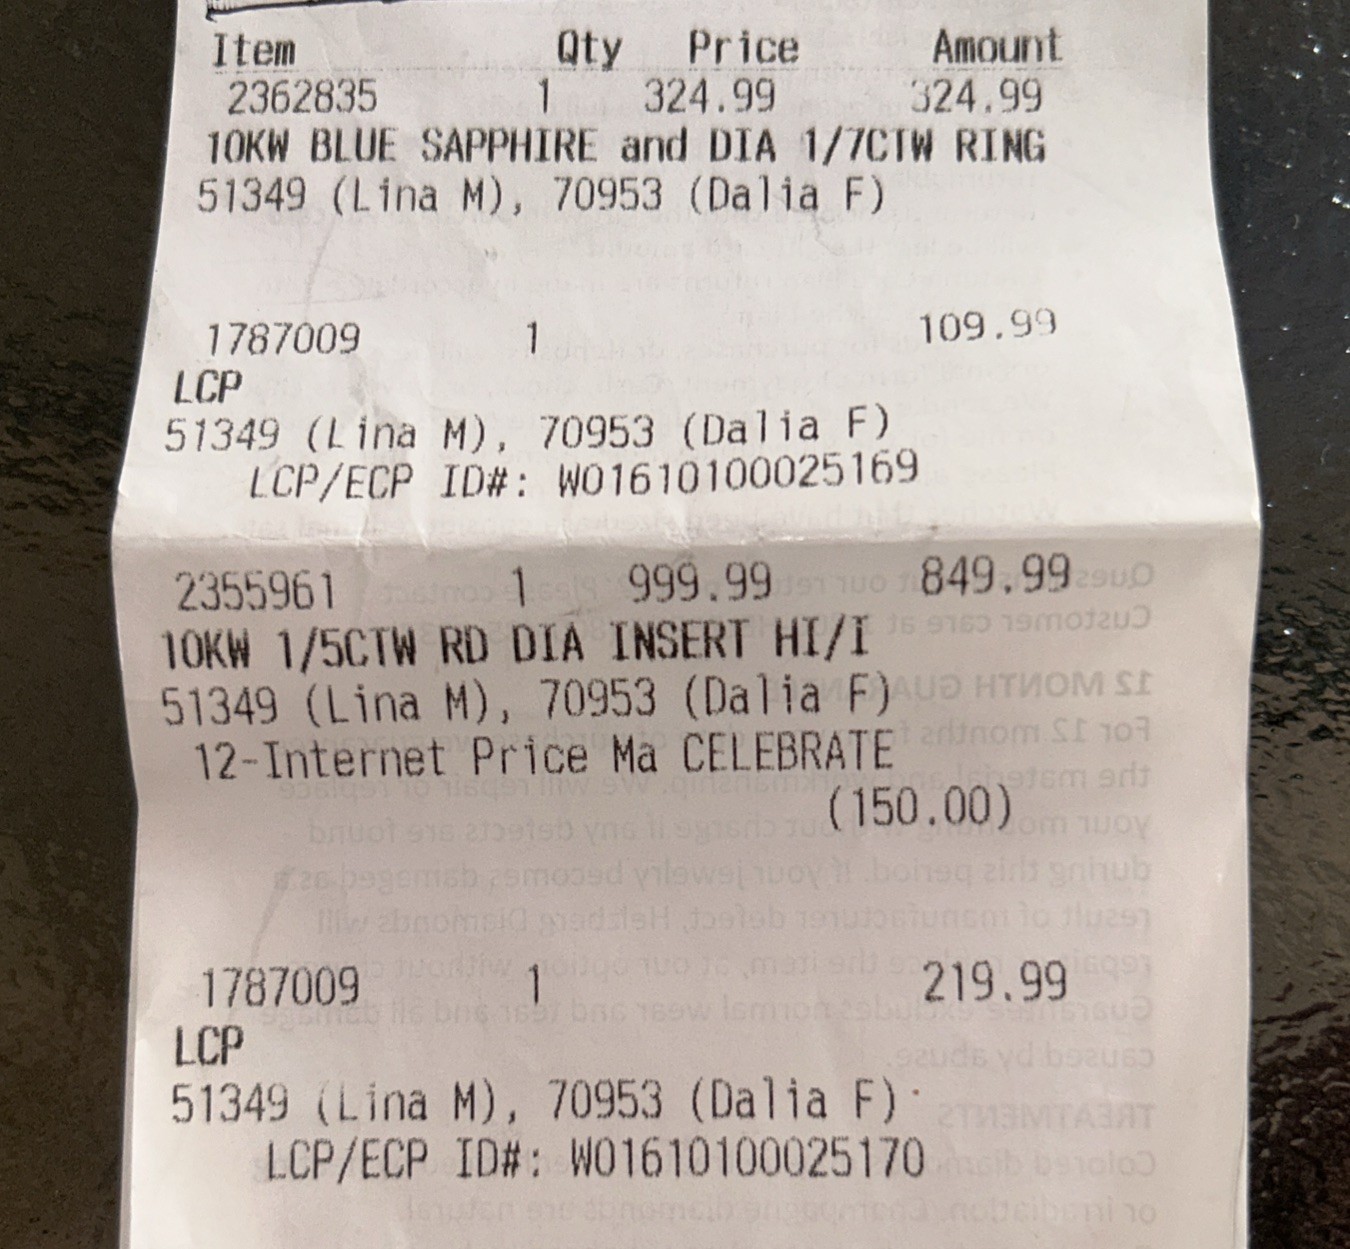 Item Qty Price Amount
2362835 1 324.99 324.99
10KW BLUE SAPPHIRE and DIA 1/7CTW RING
51349 (Lina M), 70953 (Dalia F)
1787009 1 109.99
LCP
51349 (Lina M), 70953 (Dalia F)
LCP/ECP ID#: W01610100025169
2355961 1 999.99 849.99
10KW 1/5CTW RD DIA INSERT HI/I
51349 (Lina M), 70953 (Dalia F)
12-Internet Price Ma CELEBRATE
(150.00)
1787009 1 219.99
LCP
51349 (Lina M), 70953 (Dalia F)
LCP/ECP ID#: W01610100025170